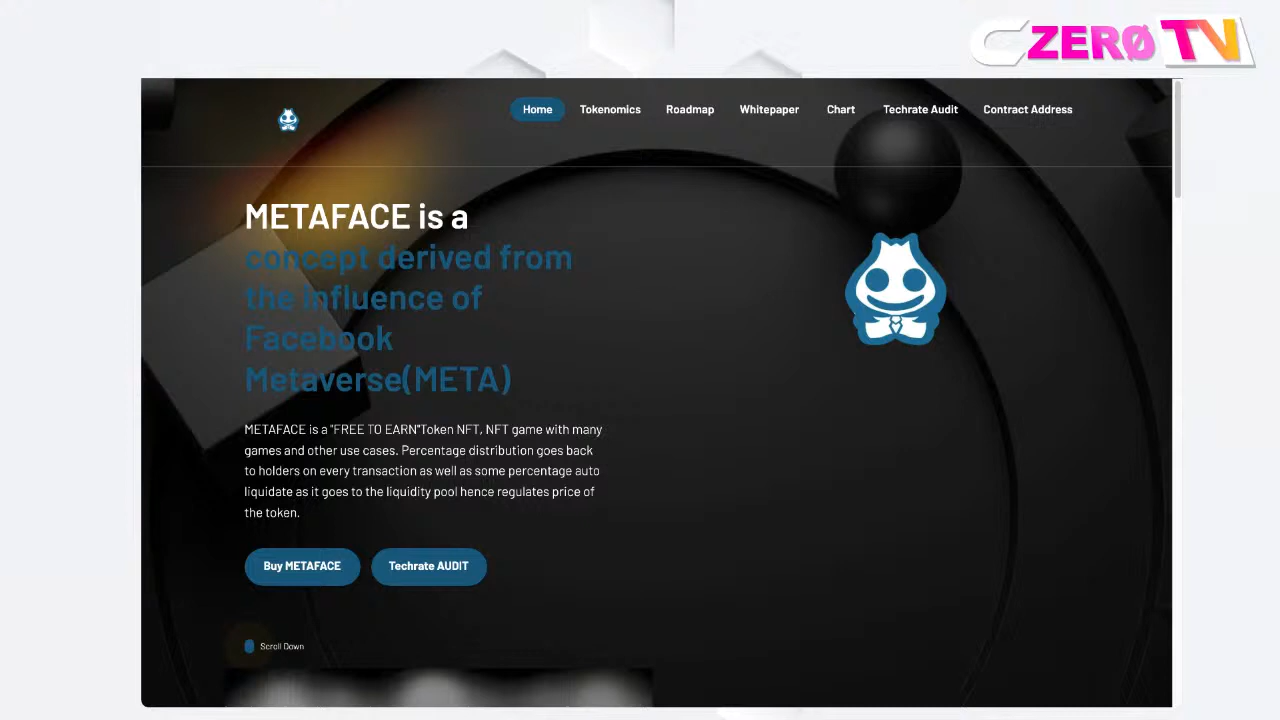 CZERØ TV
Home Tokenomics Roadmap Whitepaper Chart Techrate Audit Contract Address
METAFACE is a
concept derived from
the influence of
Facebook
Metaverse(META)
METAFACE is a "FREE TO EARN"Token NFT, NFT game with many
games and other use cases. Percentage distribution goes back
to holders on every transaction as well as some percentage auto
liquidate as it goes to the liquidity pool hence regulates price of
the token.
Buy METAFACE Techrate AUDIT
Scroll Down